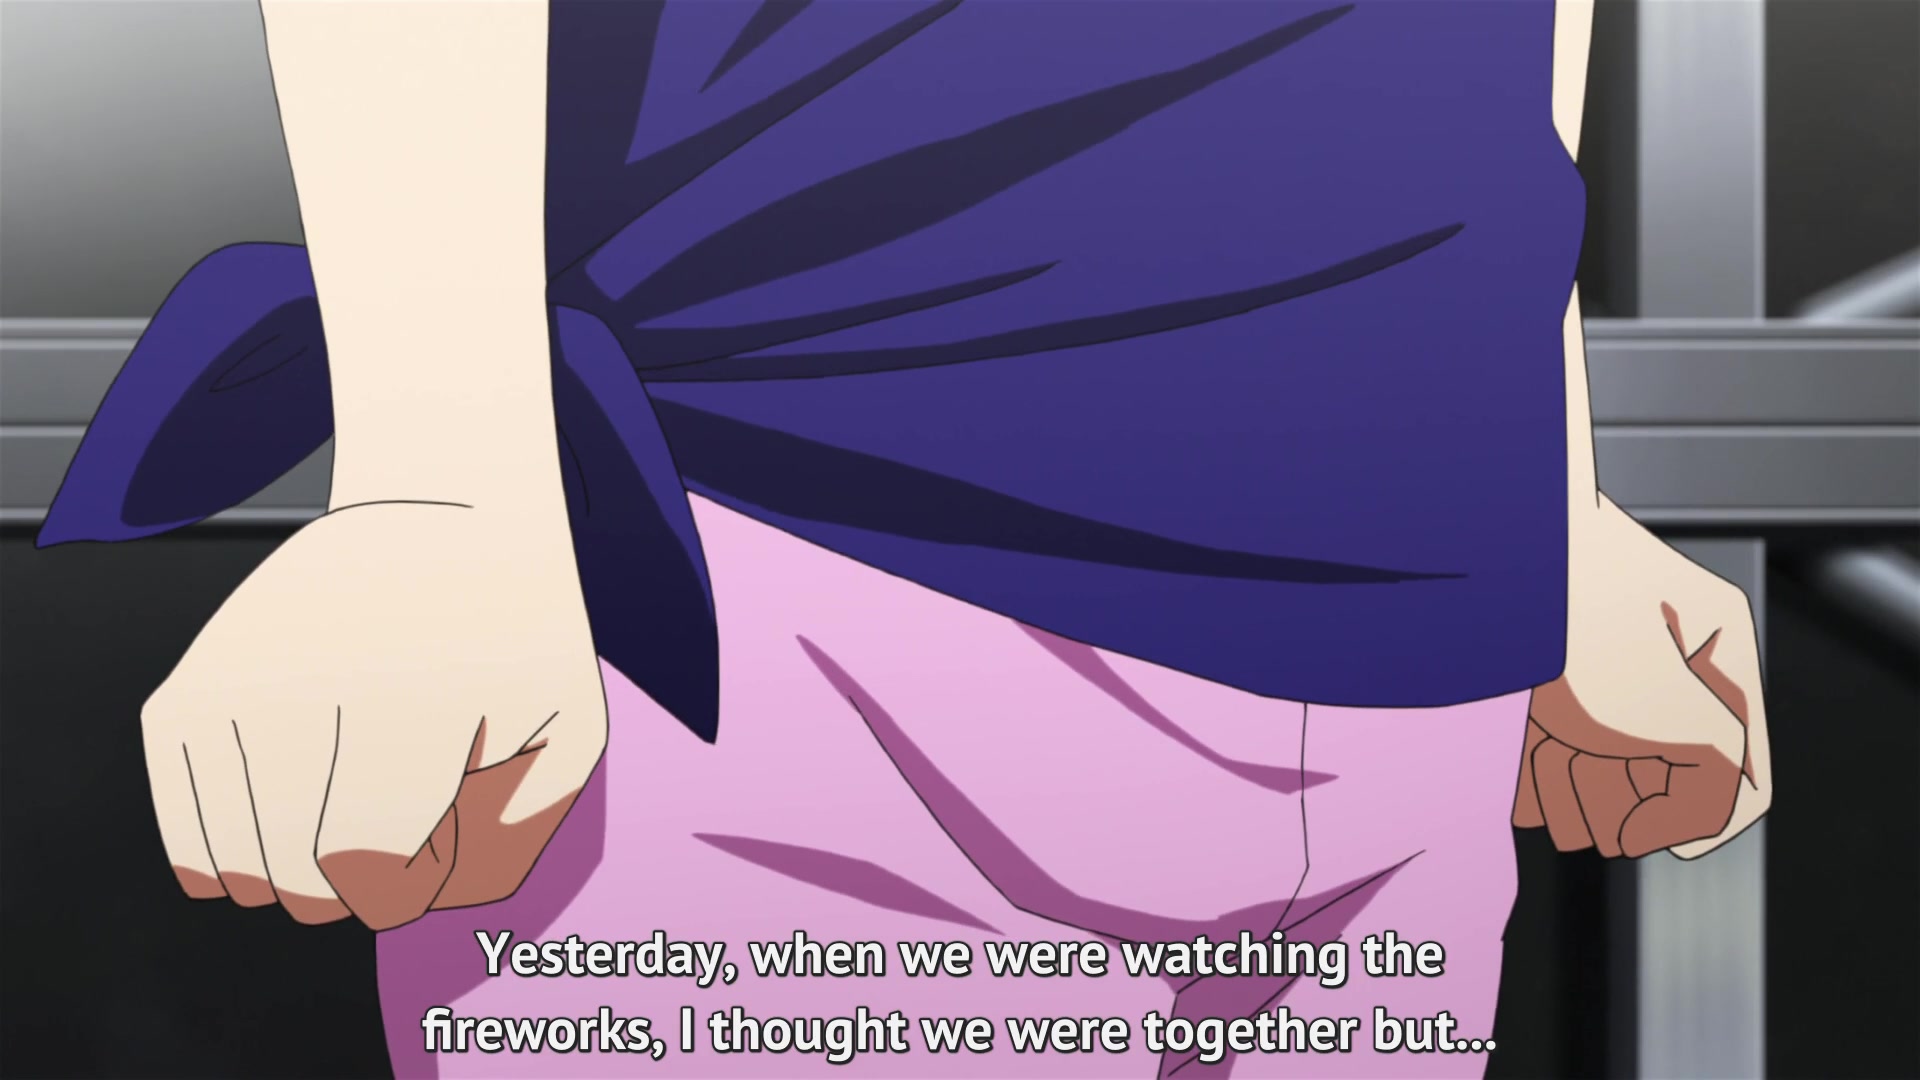 Yesterday, when we were watching the
fireworks, I thought we were together but...